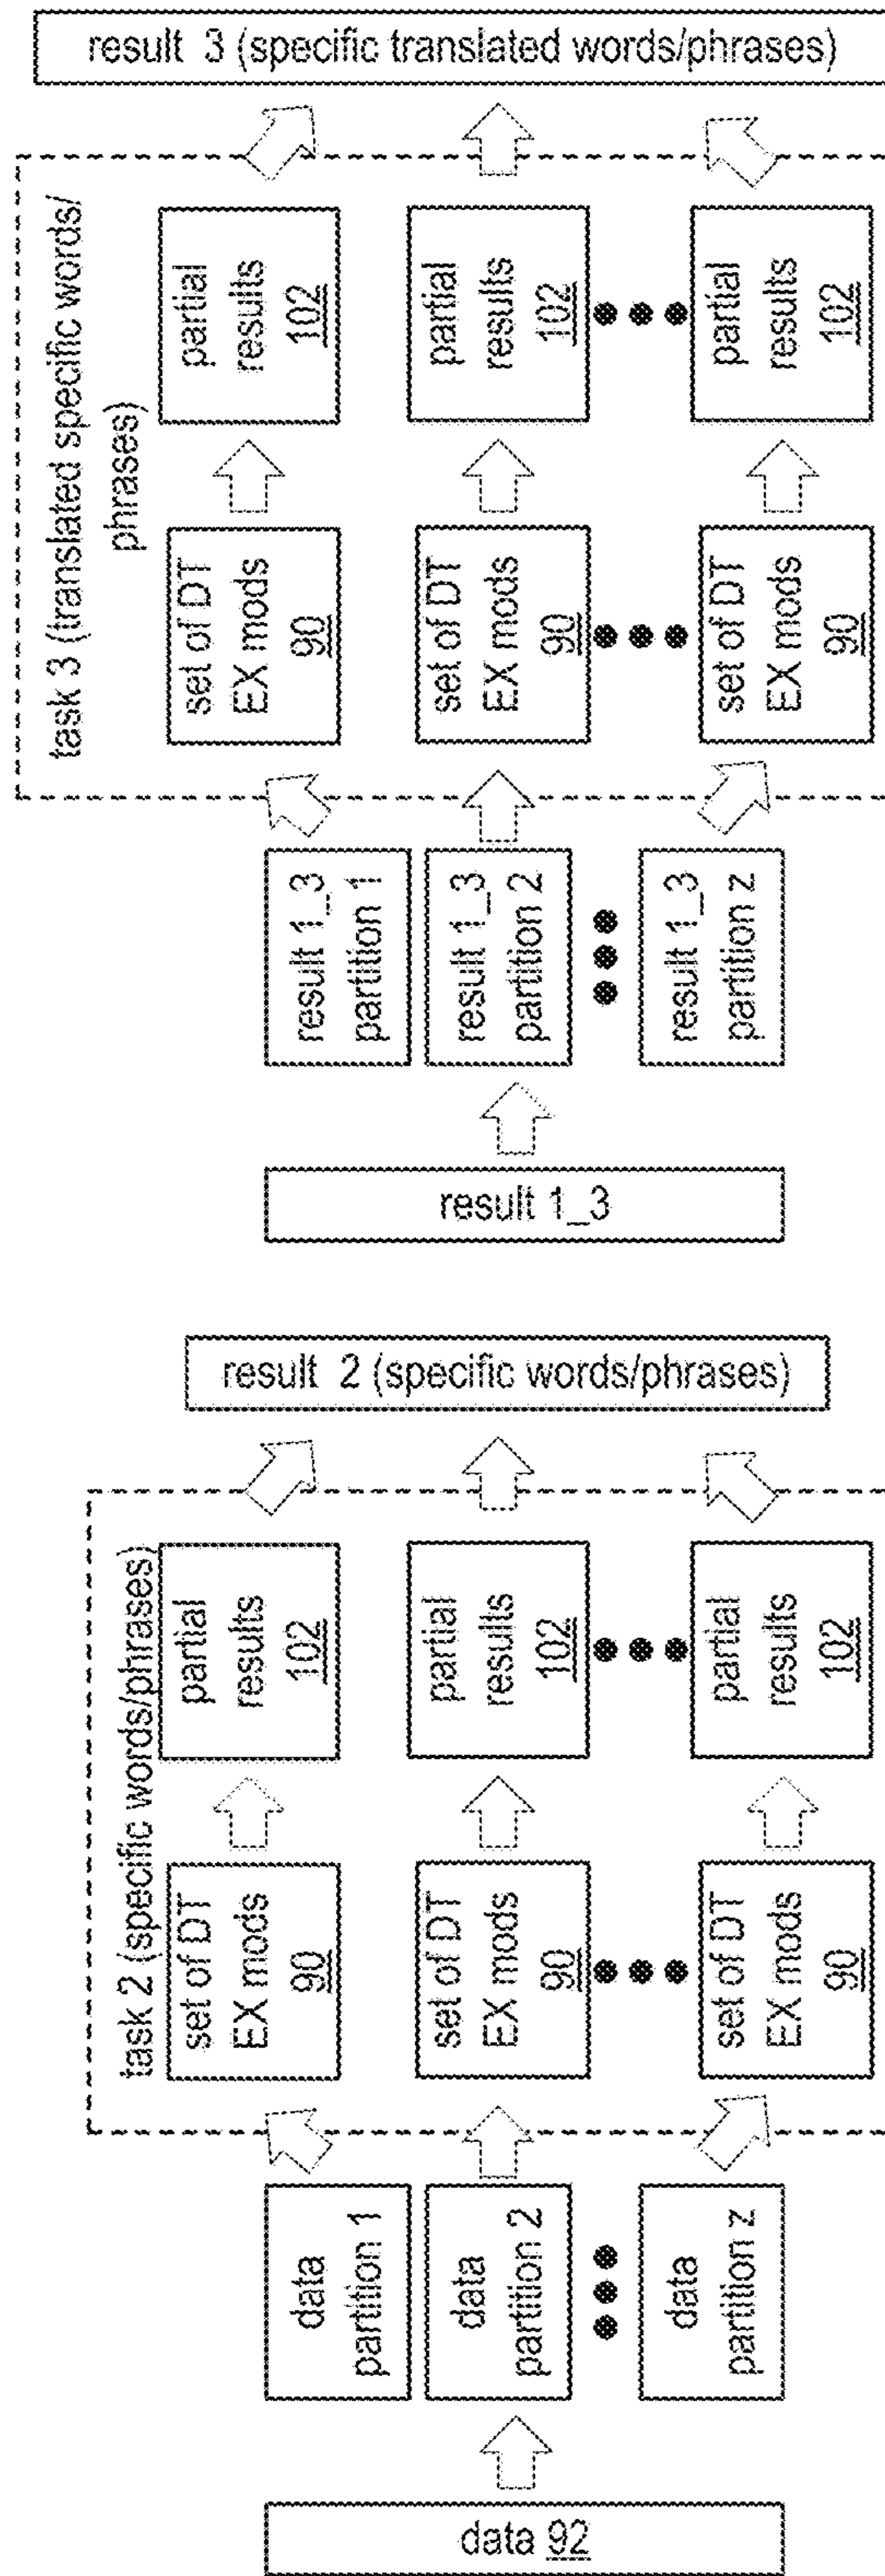 data 92
data
partition 1
data
partition 2
data
partition z
task 2 (specific words/phrases)
set of DT
EX mods
90
set of DT
EX mods
90
set of DT
EX mods
90
partial
results
102
partial
results
102
partial
results
102
result 2 (specific words/phrases)
result 1_3
result 1_3
partition 1
result 1_3
partition 2
result 1_3
partition z
task 3 (translated specific words/
phrases)
set of DT
EX mods
90
set of DT
EX mods
90
set of DT
EX mods
90
partial
results
102
partial
results
102
partial
results
102
result 3 (specific translated words/phrases)